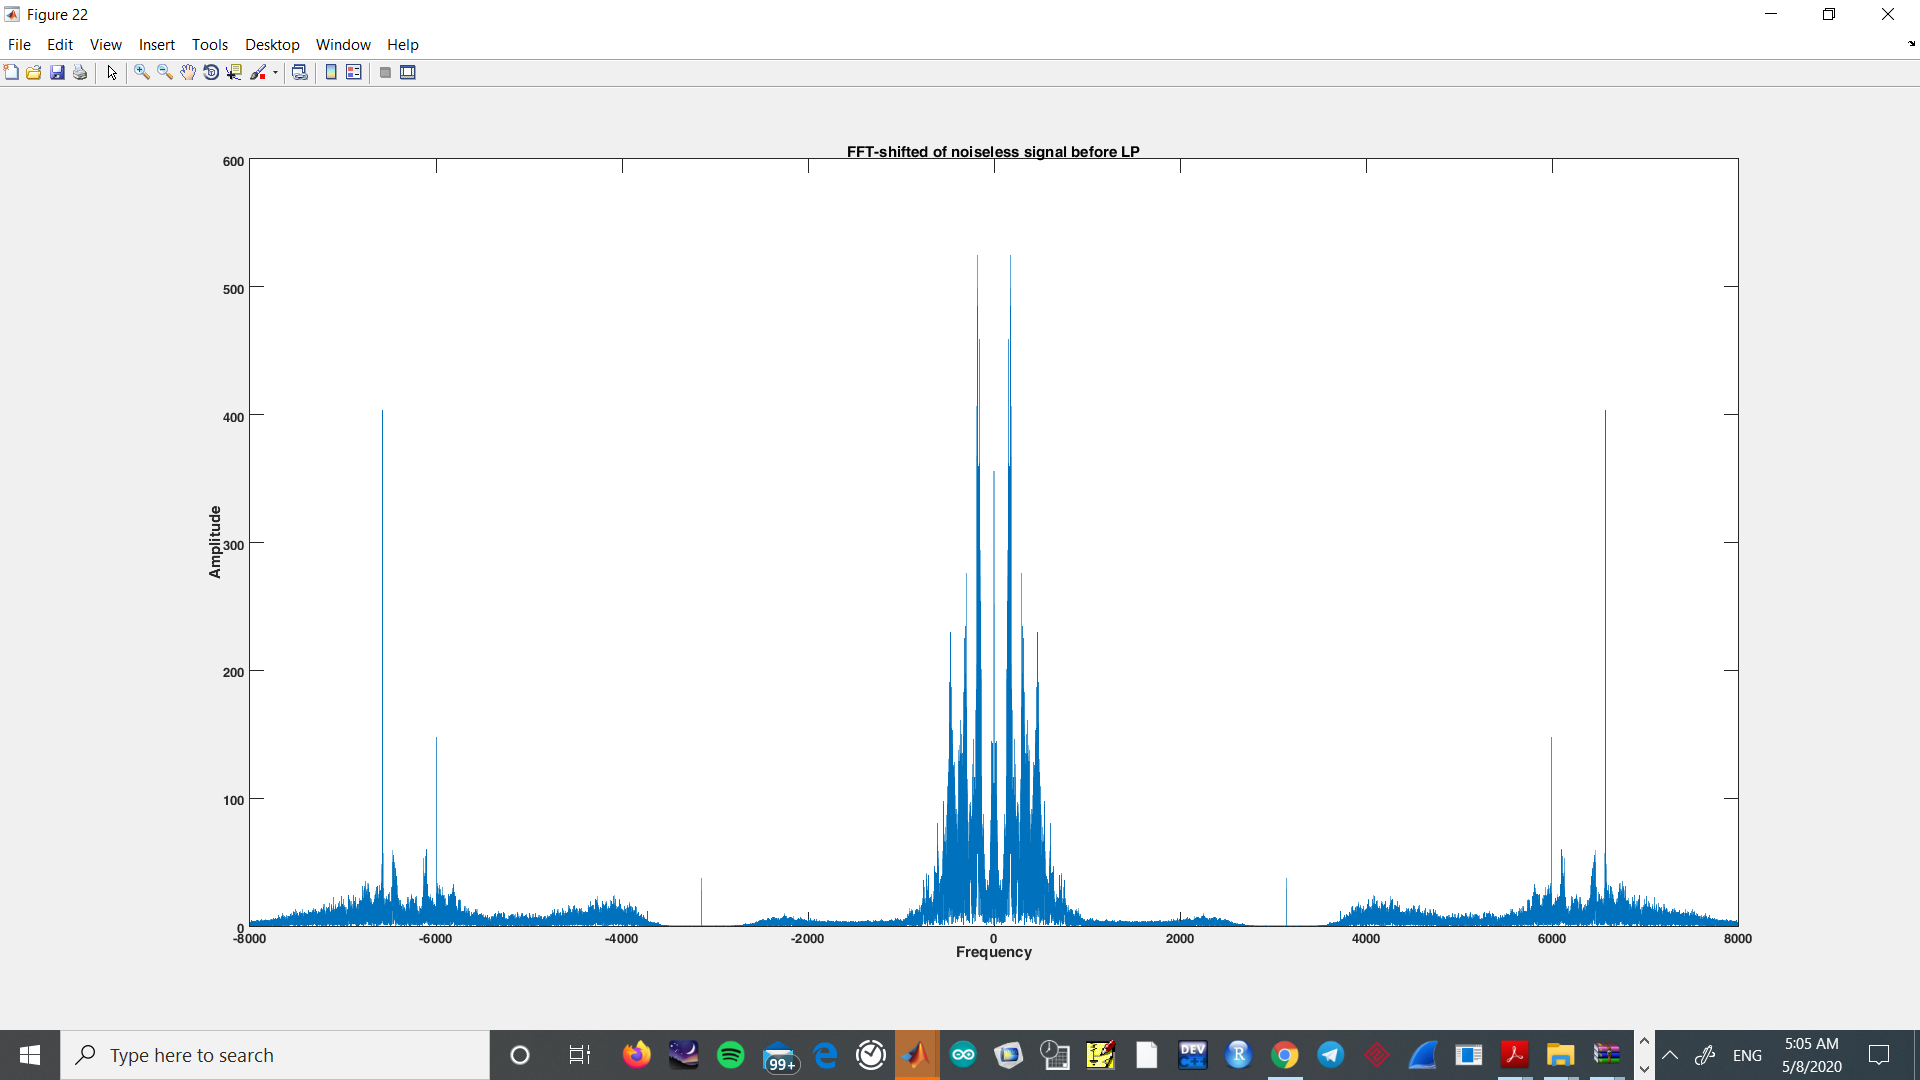 Figure 22
File Edit View Insert Tools Desktop Window Help
FFT-shifted of noiseless signal before LP
600
500
400
300
200
100
0
Amplitude
-8000 -6000 -4000 -2000 0 2000 4000 6000 8000
Frequency
Type here to search
99+
DEV
C++
R
ENG
5:05 AM
5/8/2020